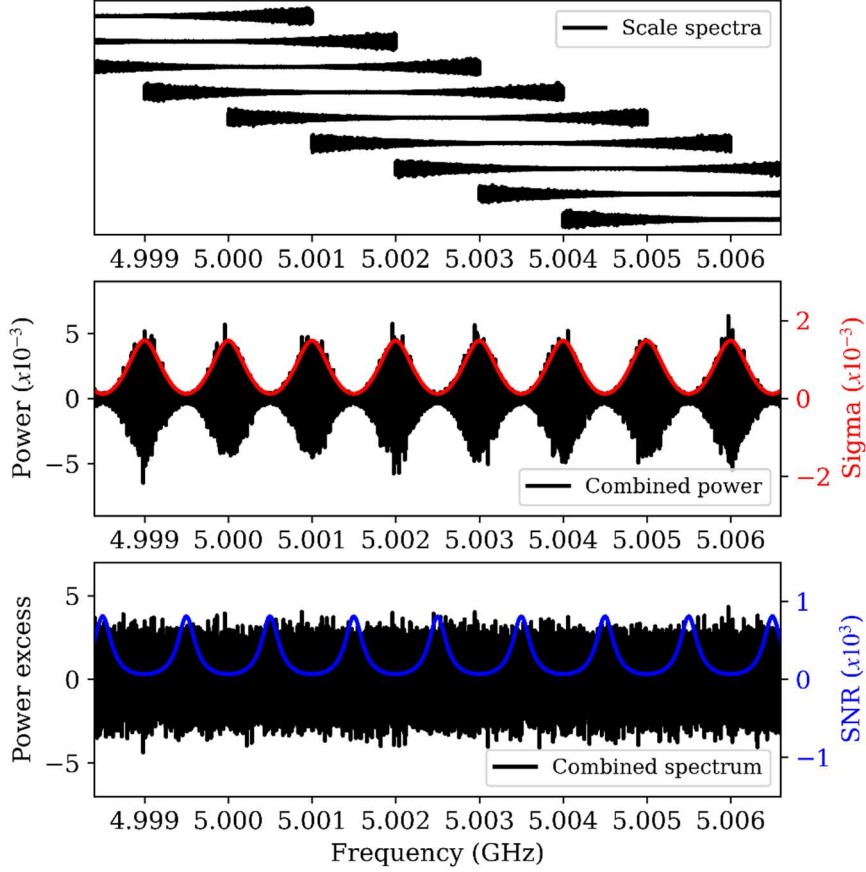 Scale spectra
4.999 5.000 5.001 5.002 5.003 5.004 5.005 5.006
Power (x10⁻³)
5
0
−5
2
0
−2
Sigma (x10⁻³)
Combined power
4.999 5.000 5.001 5.002 5.003 5.004 5.005 5.006
Power excess
5
0
−5
1
0
−1
SNR (x10³)
Combined spectrum
4.999 5.000 5.001 5.002 5.003 5.004 5.005 5.006
Frequency (GHz)